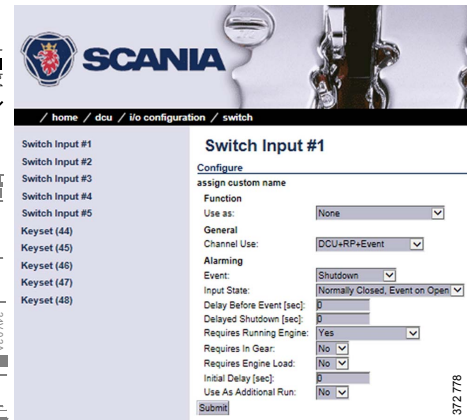 SCANIA
/ home / dcu / i/o configuration / switch
Switch Input #1
Switch Input #2
Switch Input #3
Switch Input #4
Switch Input #5
Keyset (44)
Keyset (45)
Keyset (46)
Keyset (47)
Keyset (48)
Switch Input #1
Configure
assign custom name
Function
Use as: None
General
Channel Use: DCU+RP+Event
Alarming
Event: Shutdown
Input State: Normally Closed, Event on Open
Delay Before Event [sec]: 0
Delayed Shutdown [sec]: 0
Requires Running Engine: Yes
Requires In Gear: No
Requires Engine Load: No
Initial Delay [sec]: 0
Use As Additional Run: No
Submit
372 778